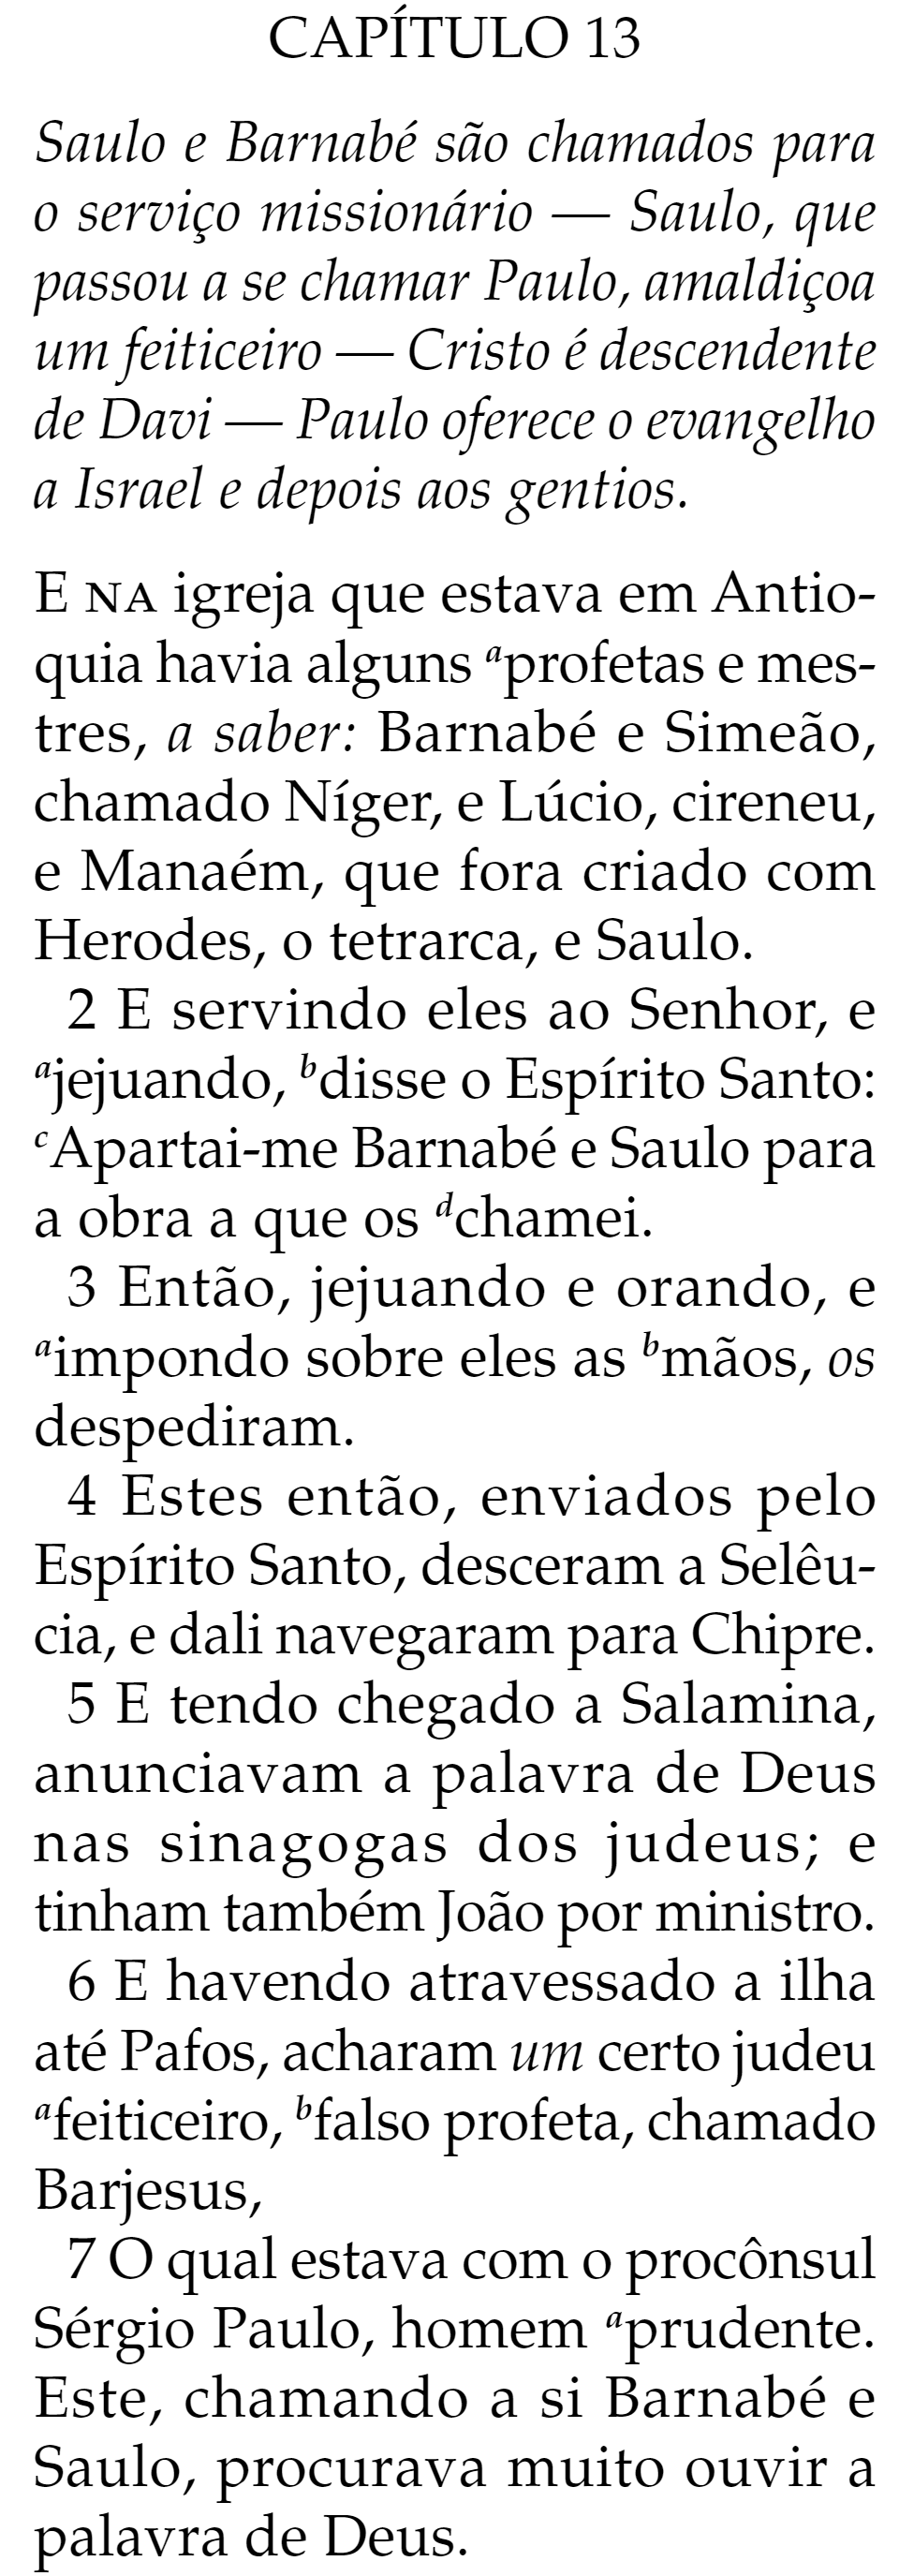 CAPÍTULO 13
Saulo e Barnabé são chamados para
o serviço missionário — Saulo, que
passou a se chamar Paulo, amaldiçoa
um feiticeiro — Cristo é descendente
de Davi — Paulo oferece o evangelho
a Israel e depois aos gentios.
E NA igreja que estava em Antio-
quia havia alguns ᵃprofetas e mes-
tres, a saber: Barnabé e Simeão,
chamado Níger, e Lúcio, cireneu,
e Manaém, que fora criado com
Herodes, o tetrarca, e Saulo.
2 E servindo eles ao Senhor, e
ᵃjejuando, ᵇdisse o Espírito Santo:
ᶜApartai-me Barnabé e Saulo para
a obra a que os ᵈchamei.
3 Então, jejuando e orando, e
ᵃimpondo sobre eles as ᵇmãos, os
despediram.
4 Estes então, enviados pelo
Espírito Santo, desceram a Selêu-
cia, e dali navegaram para Chipre.
5 E tendo chegado a Salamina,
anunciavam a palavra de Deus
nas sinagogas dos judeus; e
tinham também João por ministro.
6 E havendo atravessado a ilha
até Pafos, acharam um certo judeu
ᵃfeiticeiro, ᵇfalso profeta, chamado
Barjesus,
7 O qual estava com o procônsul
Sérgio Paulo, homem ᵃprudente.
Este, chamando a si Barnabé e
Saulo, procurava muito ouvir a
palavra de Deus.